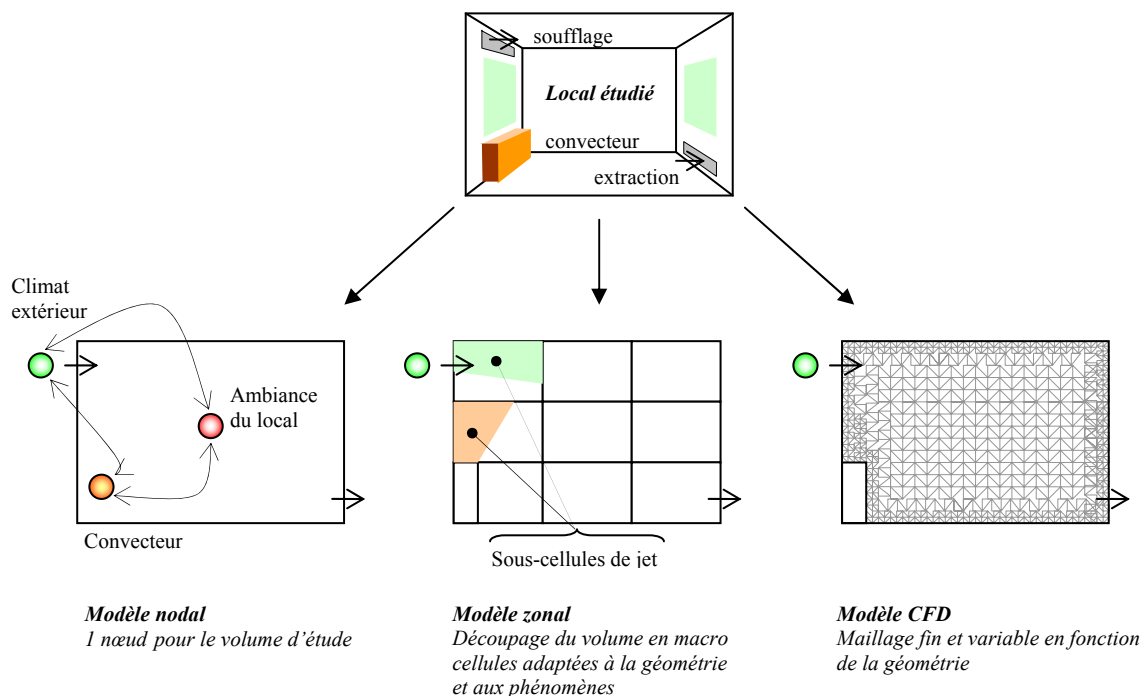 soufflage
Local étudié
convecteur
extraction
Climat
extérieur
Ambiance
du local
Convecteur
Sous-cellules de jet
Modèle nodal
1 nœud pour le volume d’étude
Modèle zonal
Découpage du volume en macro
cellules adaptées à la géométrie
et aux phénomènes
Modèle CFD
Maillage fin et variable en fonction
de la géométrie